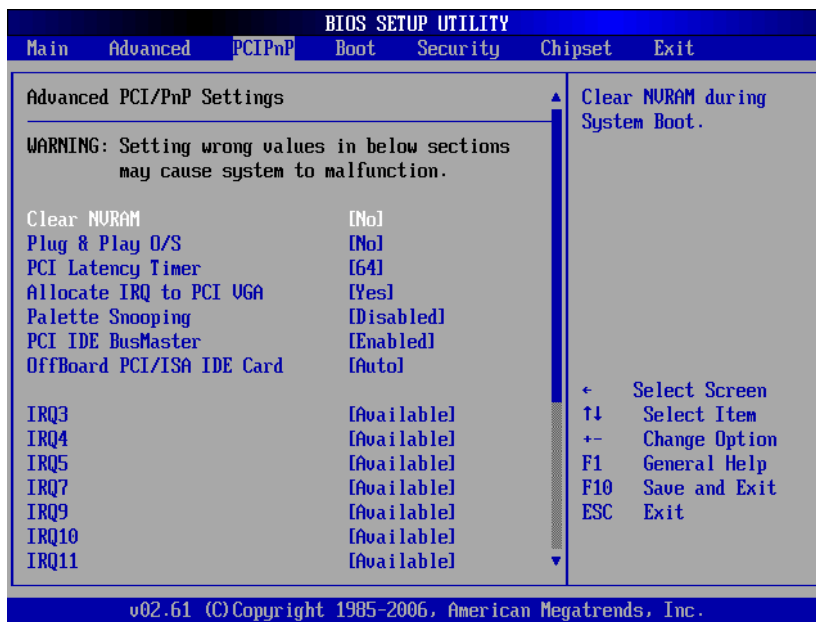 BIOS SETUP UTILITY
Main Advanced PCIPnP Boot Security Chipset Exit
Advanced PCI/PnP Settings
WARNING: Setting wrong values in below sections
may cause system to malfunction.
Clear NVRAM [No]
Plug & Play O/S [No]
PCI Latency Timer [64]
Allocate IRQ to PCI VGA [Yes]
Palette Snooping [Disabled]
PCI IDE BusMaster [Enabled]
OffBoard PCI/ISA IDE Card [Auto]
IRQ3 [Available]
IRQ4 [Available]
IRQ5 [Available]
IRQ7 [Available]
IRQ9 [Available]
IRQ10 [Available]
IRQ11 [Available]
Clear NVRAM during
System Boot.
← Select Screen
↑↓ Select Item
+- Change Option
F1 General Help
F10 Save and Exit
ESC Exit
v02.61 (C)Copyright 1985-2006, American Megatrends, Inc.